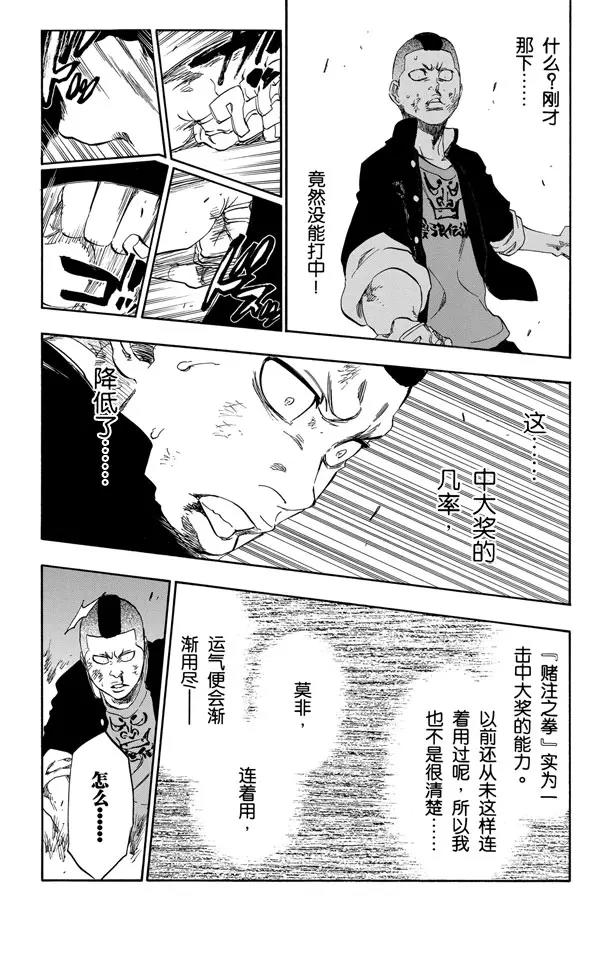 什么？刚才
那下……
竟然没能打中！
ゴゴ
这……
中大奖的
几率，
降低了……
『赌注之拳』实为一
击中大奖的能力。
以前还从未这样连
着用过呢，所以我
也不是很清楚……
莫非，
连着用，
运气便会渐
渐用尽——
怎么……